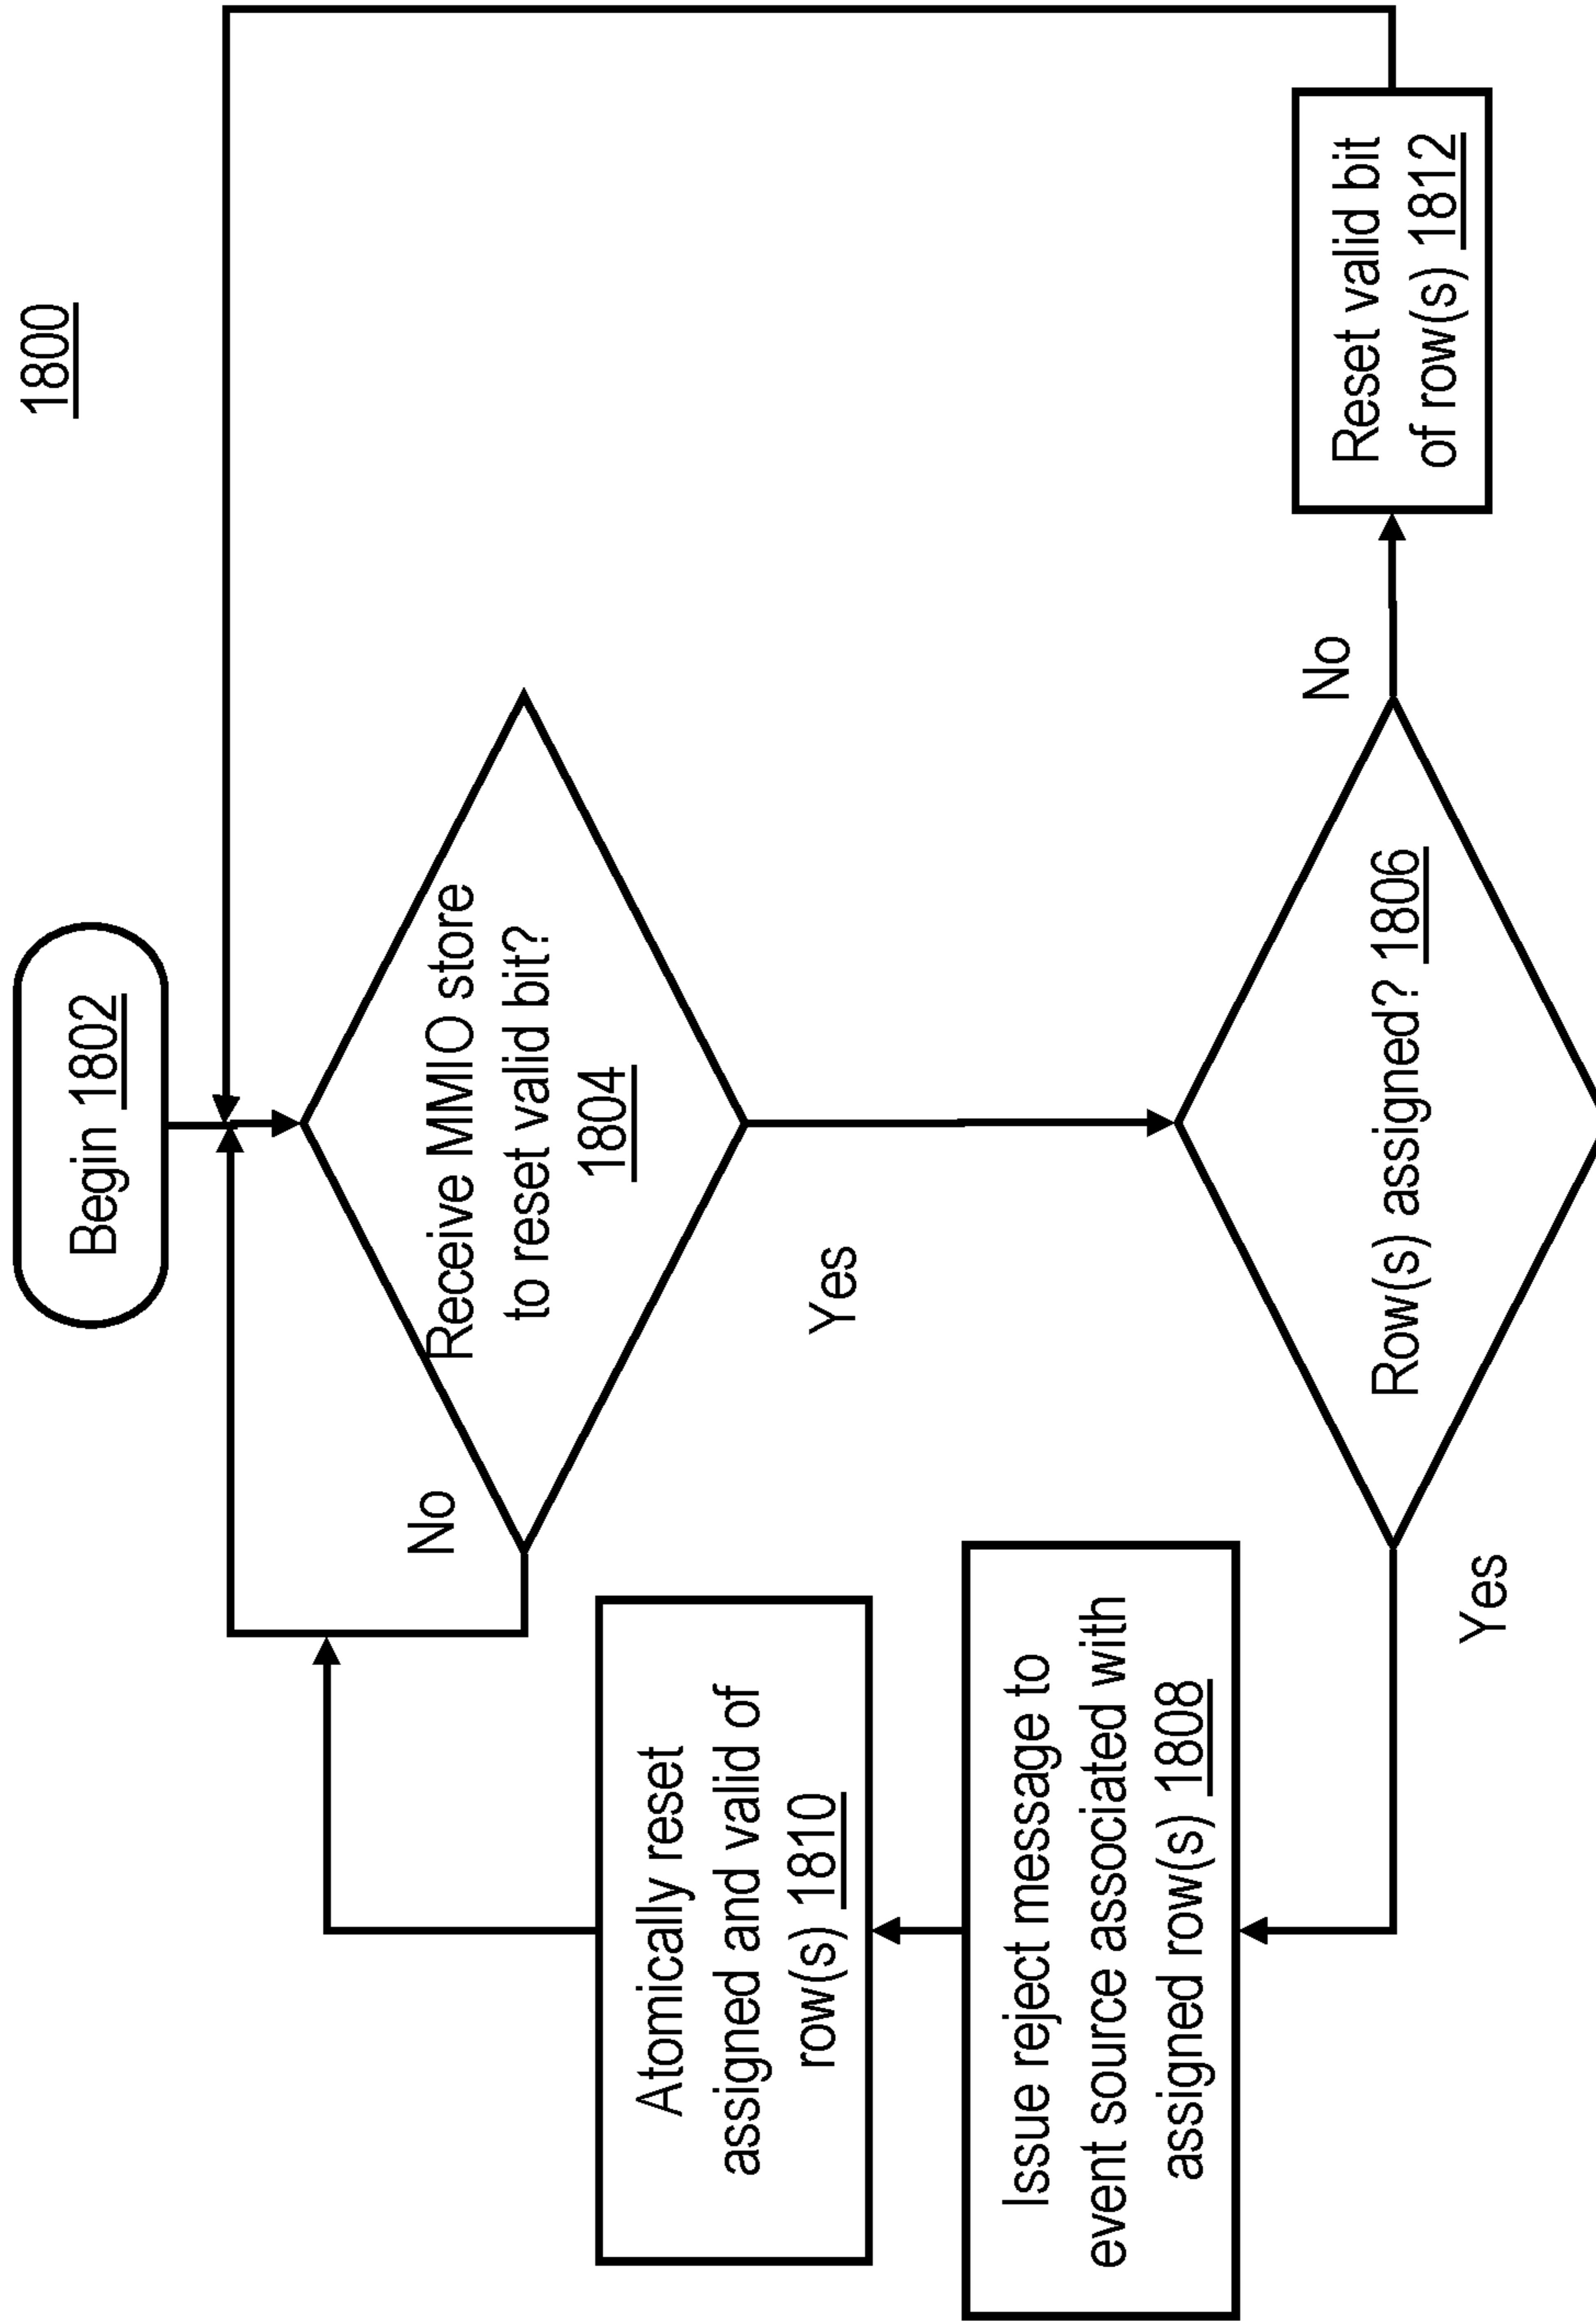 1800
Begin 1802
No
Receive MMIO store
to reset valid bit?
1804
Yes
Atomically reset
assigned and valid of
row(s) 1810
Issue reject message to
event source associated with
assigned row(s) 1808
Yes
Row(s) assigned? 1806
No
Reset valid bit
of row(s) 1812